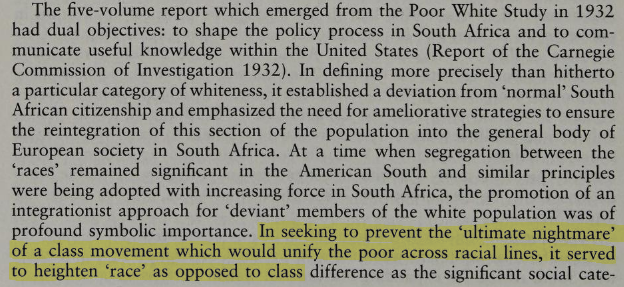 The five-volume report which emerged from the Poor White Study in 1932
had dual objectives: to shape the policy process in South Africa and to com-
municate useful knowledge within the United States (Report of the Carnegie
Commission of Investigation 1932). In defining more precisely than hitherto
a particular category of whiteness, it established a deviation from ‘normal’ South
African citizenship and emphasized the need for ameliorative strategies to ensure
the reintegration of this section of the population into the general body of
European society in South Africa. At a time when segregation between the
‘races’ remained significant in the American South and similar principles
were being adopted with increasing force in South Africa, the promotion of an
integrationist approach for ‘deviant’ members of the white population was of
profound symbolic importance. In seeking to prevent the ‘ultimate nightmare’
of a class movement which would unify the poor across racial lines, it served
to heighten ‘race’ as opposed to class difference as the significant social cate-